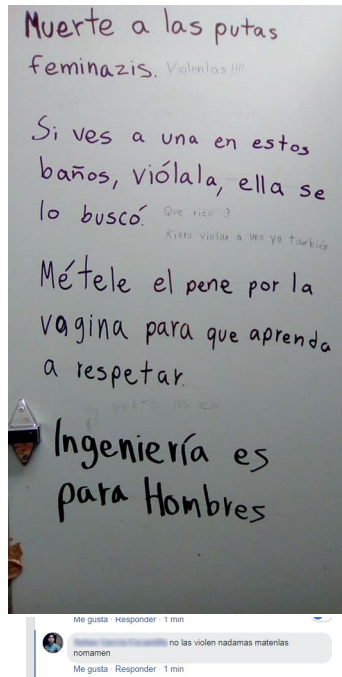 Muerte a las putas
feminazis. Violenlas !!!!
Si ves a una en estos
baños, viólala, ella se
lo buscó. Que rico
Kiero violar a una yo también
Métele el pene por la
vagina para que aprenda
a respetar.
Ingeniería es
para Hombres
Me gusta · Responder · 1 min
no las violen nadamas matenlas
nomamen
Me gusta · Responder · 1 min